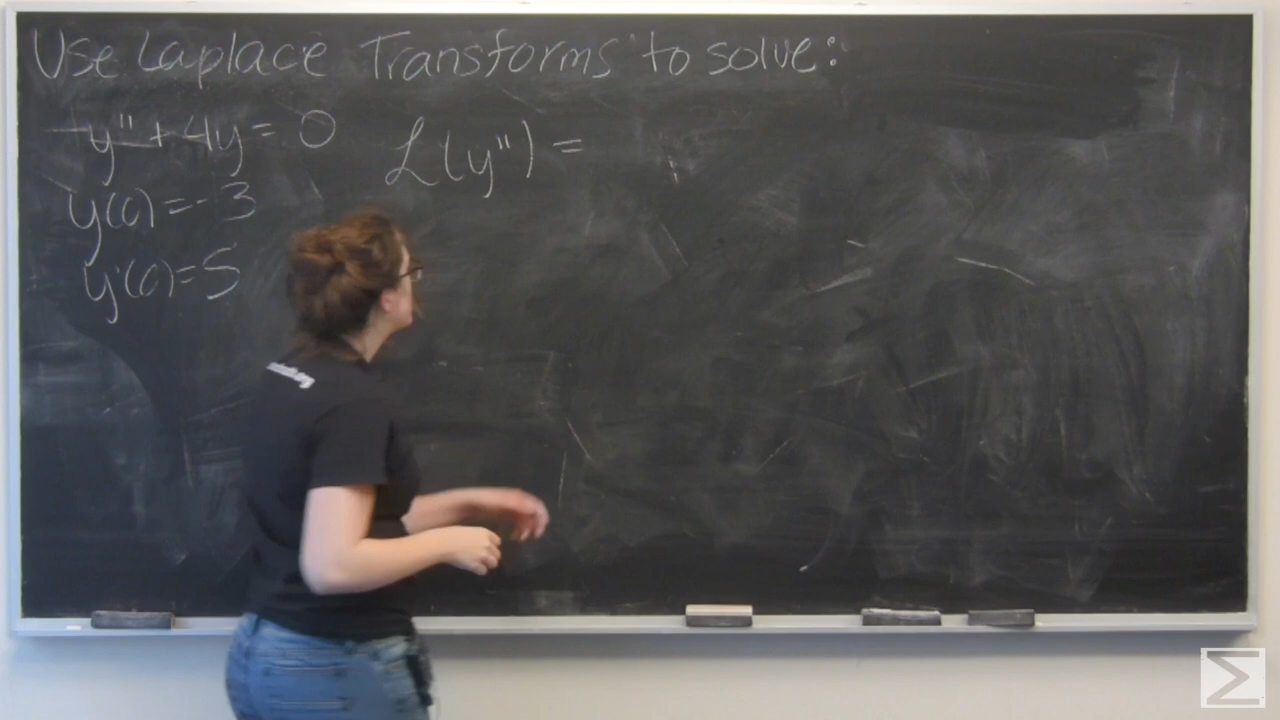 Use Laplace Transforms to solve:
y" + 4y = 0
y(0) = -3
y'(0) = 5
ℒ(y") =
Σ